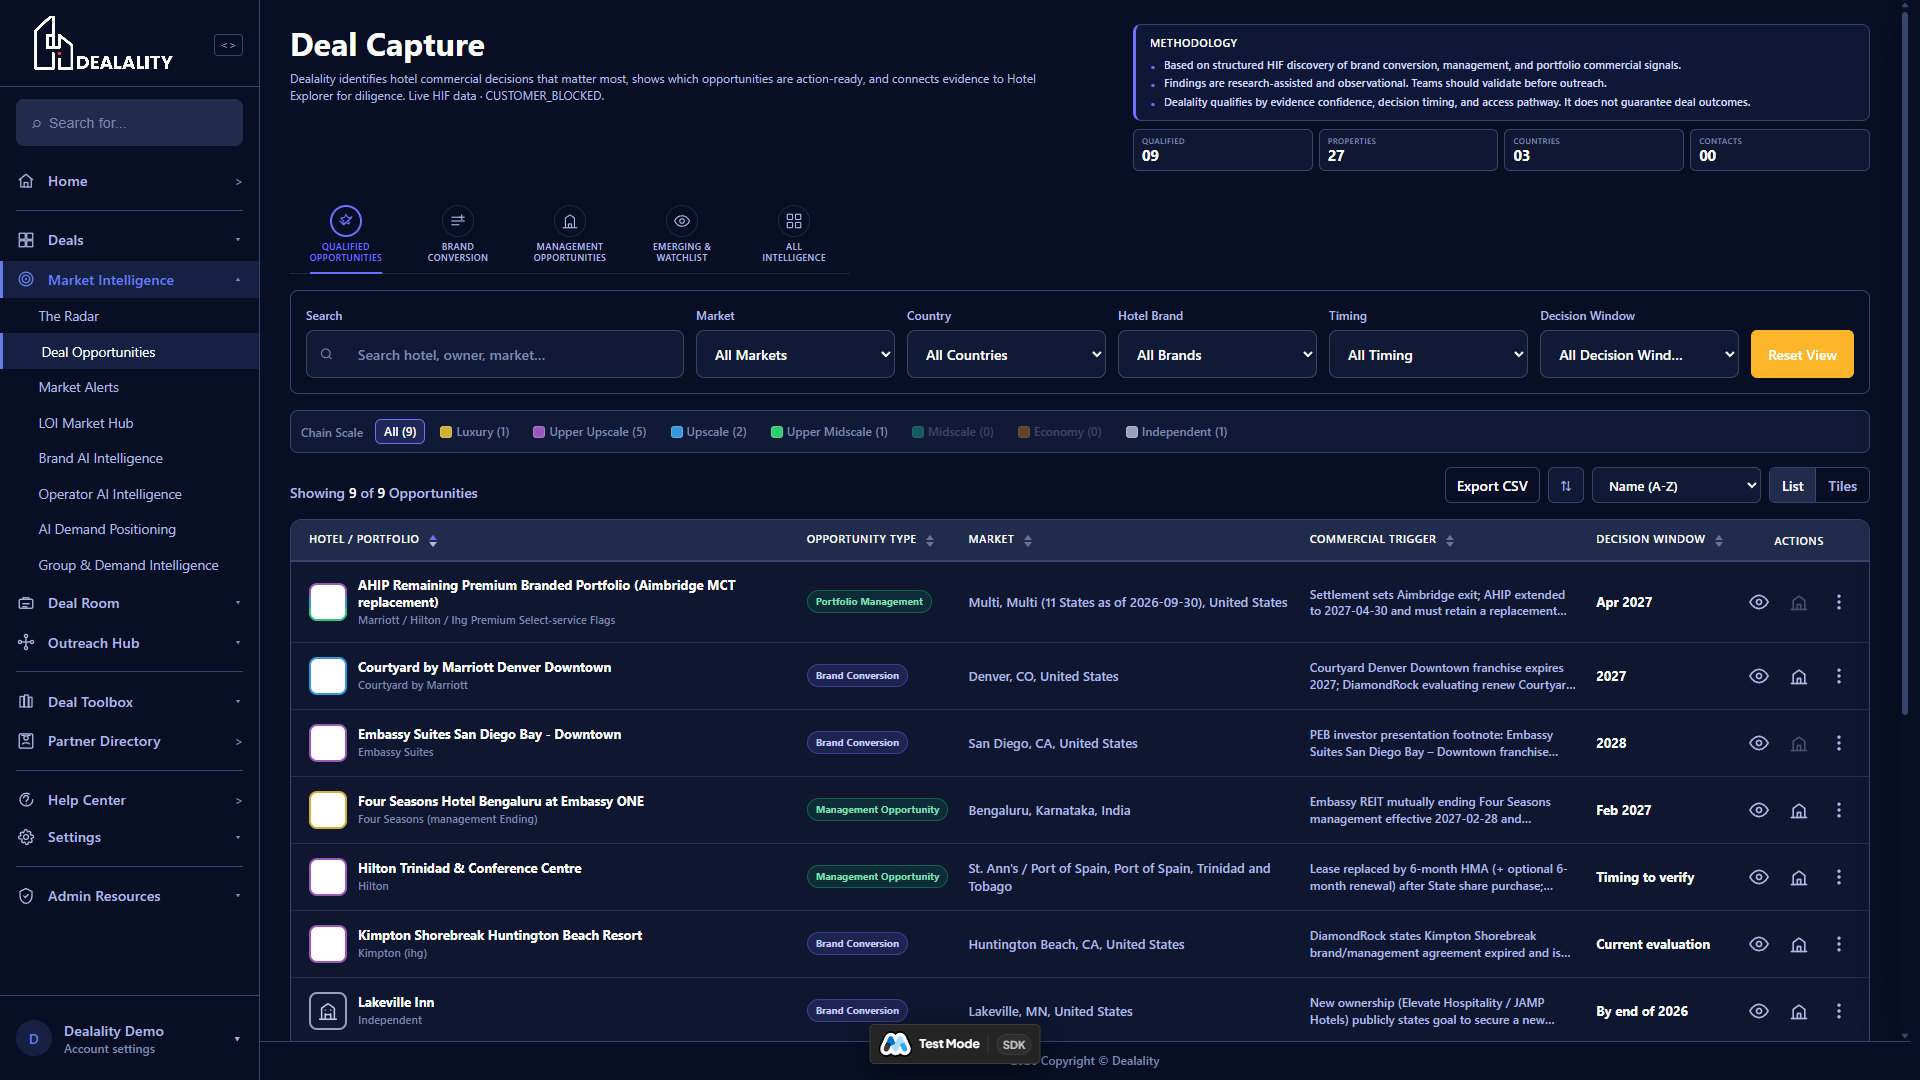 DEALALITY
< >
Search for...
Home
Deals
Market Intelligence
The Radar
Deal Opportunities
Market Alerts
LOI Market Hub
Brand AI Intelligence
Operator AI Intelligence
AI Demand Positioning
Group & Demand Intelligence
Deal Room
Outreach Hub
Deal Toolbox
Partner Directory
Help Center
Settings
Admin Resources
D
Dealality Demo
Account settings
Deal Capture
Dealality identifies hotel commercial decisions that matter most, shows which opportunities are action-ready, and connects evidence to Hotel
Explorer for diligence. Live HIF data · CUSTOMER_BLOCKED.
METHODOLOGY
• Based on structured HIF discovery of brand conversion, management, and portfolio commercial signals.
• Findings are research-assisted and observational. Teams should validate before outreach.
• Dealality qualifies by evidence confidence, decision timing, and access pathway. It does not guarantee deal outcomes.
QUALIFIED
09
PROPERTIES
27
COUNTRIES
03
CONTACTS
00
QUALIFIED
OPPORTUNITIES
BRAND
CONVERSION
MANAGEMENT
OPPORTUNITIES
EMERGING &
WATCHLIST
ALL
INTELLIGENCE
Search
Search hotel, owner, market...
Market
All Markets
Country
All Countries
Hotel Brand
All Brands
Timing
All Timing
Decision Window
All Decision Wind...
Reset View
Chain Scale
All (9)
Luxury (1)
Upper Upscale (5)
Upscale (2)
Upper Midscale (1)
Midscale (0)
Economy (0)
Independent (1)
Showing 9 of 9 Opportunities
Export CSV
Name (A-Z)
List
Tiles
HOTEL / PORTFOLIO
OPPORTUNITY TYPE
MARKET
COMMERCIAL TRIGGER
DECISION WINDOW
ACTIONS
AHIP Remaining Premium Branded Portfolio (Aimbridge MCT
replacement)
Marriott / Hilton / Ihg Premium Select-service Flags
Portfolio Management
Multi, Multi (11 States as of 2026-09-30), United States
Settlement sets Aimbridge exit; AHIP extended
to 2027-04-30 and must retain a replacement...
Apr 2027
Courtyard by Marriott Denver Downtown
Courtyard by Marriott
Brand Conversion
Denver, CO, United States
Courtyard Denver Downtown franchise expires
2027; DiamondRock evaluating renew Courtyar...
2027
Embassy Suites San Diego Bay - Downtown
Embassy Suites
Brand Conversion
San Diego, CA, United States
PEB investor presentation footnote: Embassy
Suites San Diego Bay – Downtown franchise...
2028
Four Seasons Hotel Bengaluru at Embassy ONE
Four Seasons (management Ending)
Management Opportunity
Bengaluru, Karnataka, India
Embassy REIT mutually ending Four Seasons
management effective 2027-02-28 and...
Feb 2027
Hilton Trinidad & Conference Centre
Hilton
Management Opportunity
St. Ann's / Port of Spain, Port of Spain, Trinidad and
Tobago
Lease replaced by 6-month HMA (+ optional 6-
month renewal) after State share purchase;...
Timing to verify
Kimpton Shorebreak Huntington Beach Resort
Kimpton (ihg)
Brand Conversion
Huntington Beach, CA, United States
DiamondRock states Kimpton Shorebreak
brand/management agreement expired and is...
Current evaluation
Lakeville Inn
Independent
Brand Conversion
Lakeville, MN, United States
New ownership (Elevate Hospitality / JAMP
Hotels) publicly states goal to secure a new...
By end of 2026
Test Mode
SDK
Copyright © Dealality